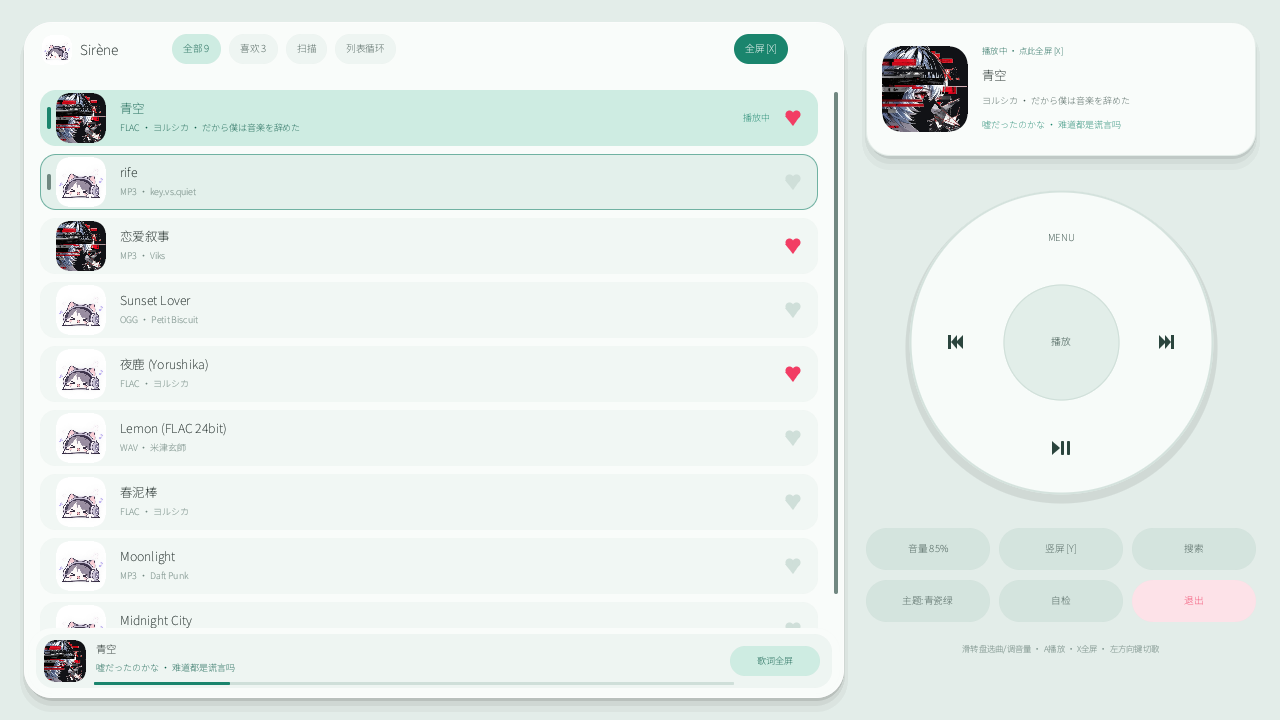 Sirène
全部 9
喜欢 3
扫描
列表循环
全屏 [X]
青空
FLAC ・ ヨルシカ ・ だから僕は音楽を辞めた
播放中
rife
MP3 ・ key.vs.quiet
恋爱叙事
MP3 ・ Viks
Sunset Lover
OGG ・ Petit Biscuit
夜鹿 (Yorushika)
FLAC ・ ヨルシカ
Lemon (FLAC 24bit)
WAV ・ 米津玄師
春泥棒
FLAC ・ ヨルシカ
Moonlight
MP3 ・ Daft Punk
Midnight City
青空
嘘だったのかな ・ 难道都是谎言吗
歌词全屏
播放中 ・ 点此全屏 [X]
青空
ヨルシカ ・ だから僕は音楽を辞めた
嘘だったのかな ・ 难道都是谎言吗
MENU
播放
音量 85%
竖屏 [Y]
搜索
主题:青瓷绿
自检
退出
滑转盘选曲/调音量 ・ A播放 ・ X全屏 ・ 左方向键切歌